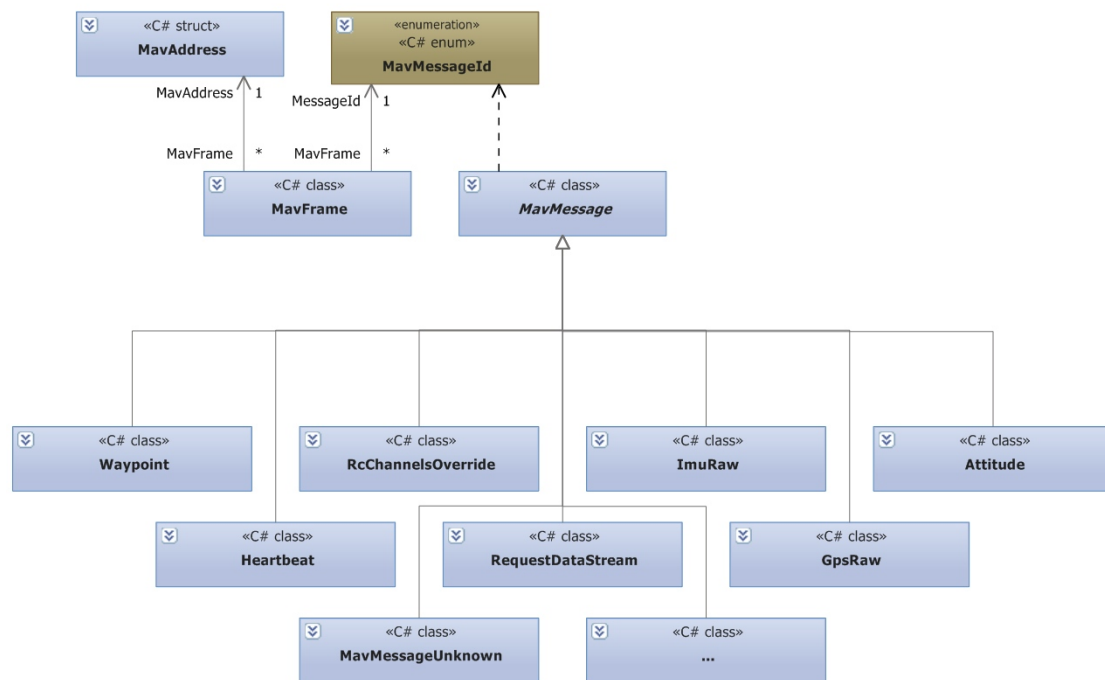 «C# struct»
MavAddress
«enumeration»
«C# enum»
MavMessageId
MavAddress 1
MessageId 1
MavFrame *
MavFrame *
«C# class»
MavFrame
«C# class»
MavMessage
«C# class»
Waypoint
«C# class»
RcChannelsOverride
«C# class»
ImuRaw
«C# class»
Attitude
«C# class»
Heartbeat
«C# class»
RequestDataStream
«C# class»
GpsRaw
«C# class»
MavMessageUnknown
«C# class»
...